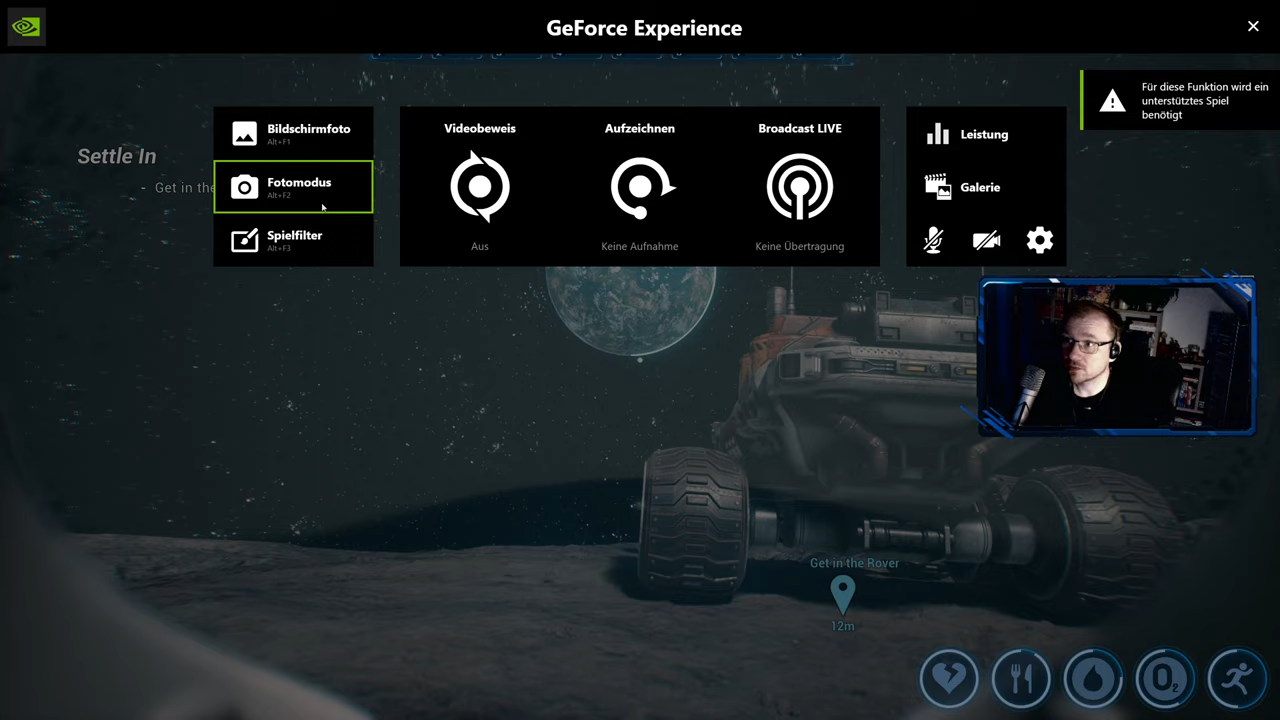 GeForce Experience
Für diese Funktion wird ein
unterstütztes Spiel
benötigt
Bildschirmfoto
Alt+F1
Fotomodus
Alt+F2
Spielfilter
Alt+F3
Videobeweis
Aus
Aufzeichnen
Keine Aufnahme
Broadcast LIVE
Keine Übertragung
Leistung
Galerie
Settle In
- Get in the
Get in the Rover
12m
O2